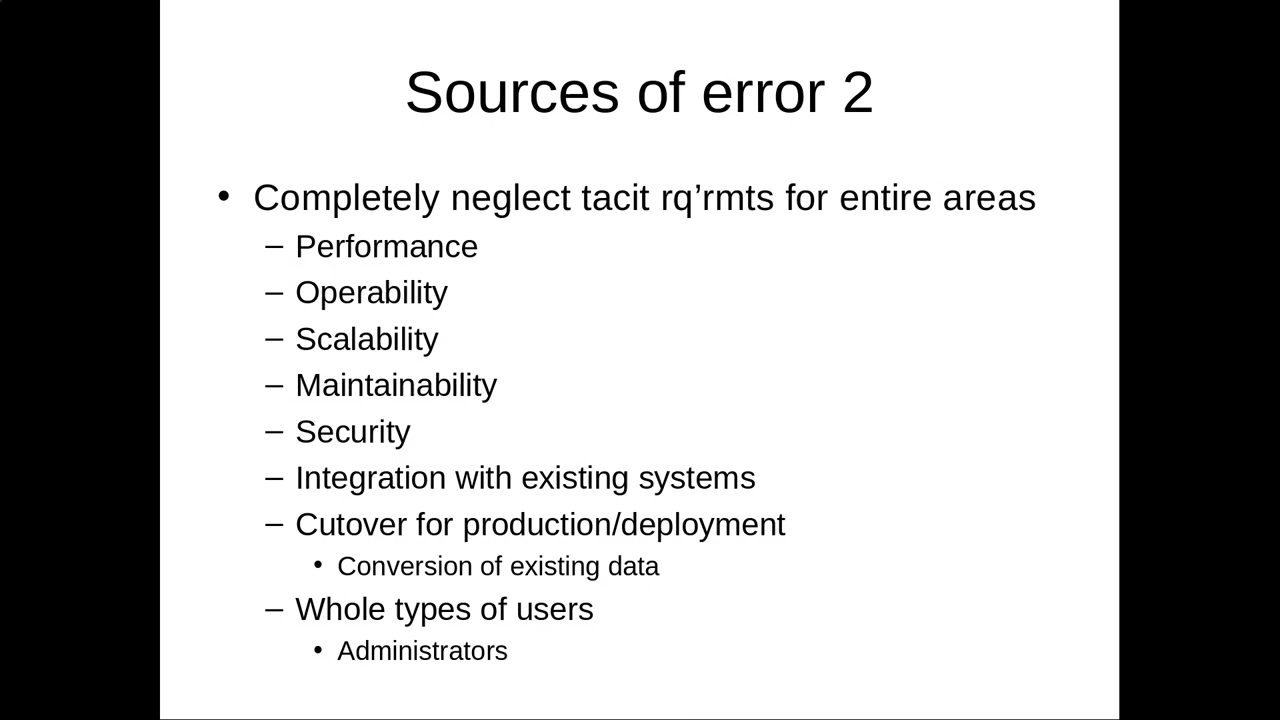 Sources of error 2
• Completely neglect tacit rq’rmts for entire areas
– Performance
– Operability
– Scalability
– Maintainability
– Security
– Integration with existing systems
– Cutover for production/deployment
• Conversion of existing data
– Whole types of users
• Administrators